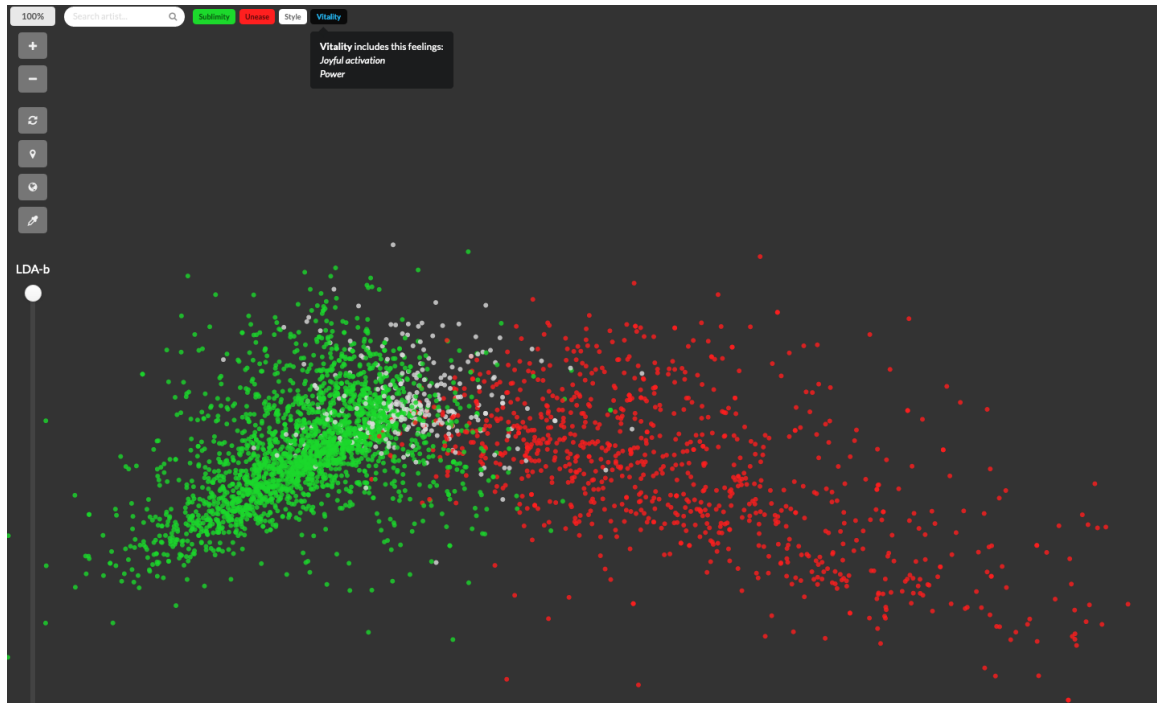 100%
Search artist...
Sublimity
Unease
Style
Vitality
Vitality includes this feelings:
Joyful activation
Power
LDA-b